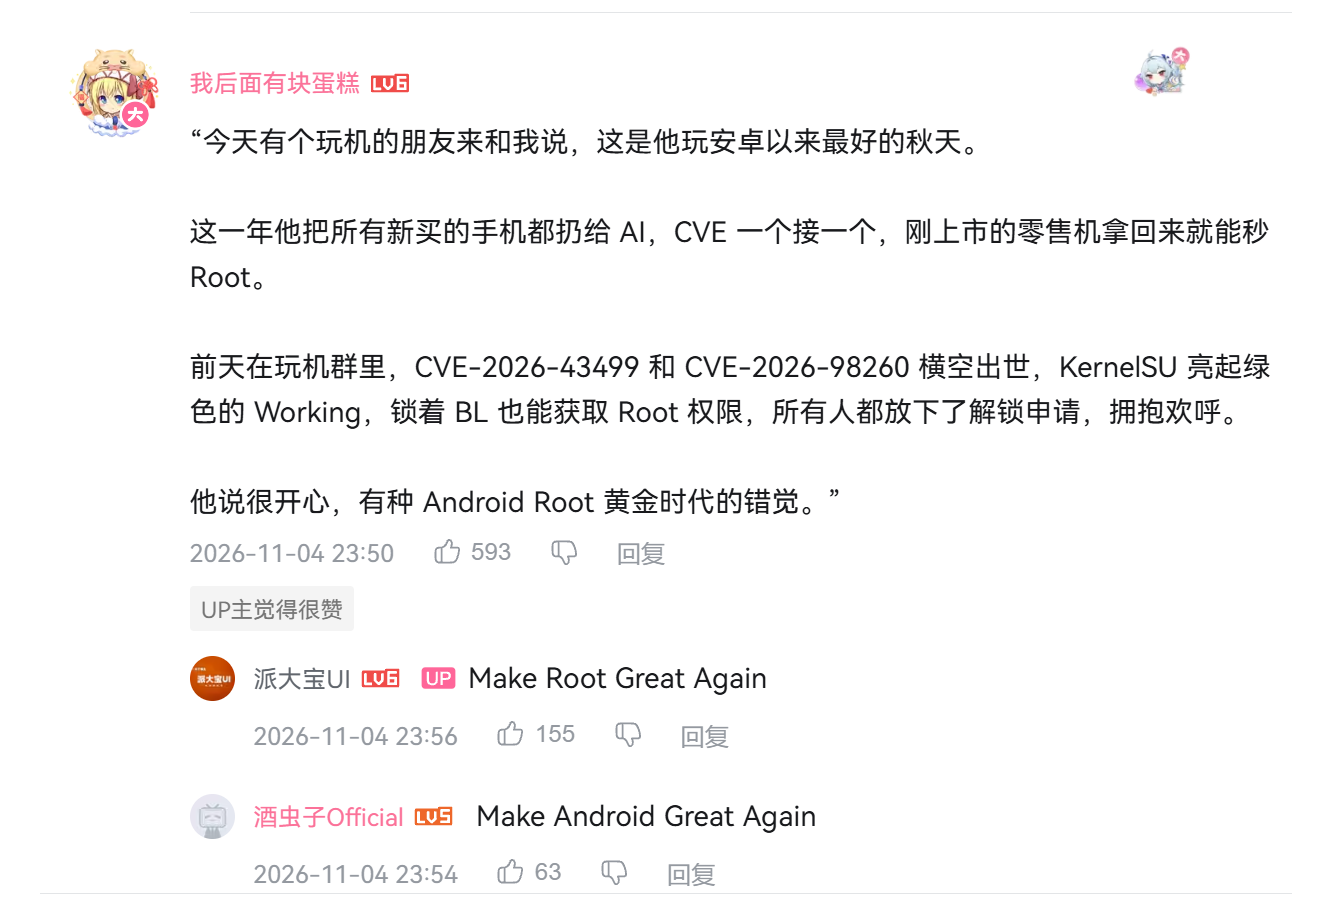 我后面有块蛋糕 LV6
大
大
“今天有个玩机的朋友来和我说，这是他玩安卓以来最好的秋天。
这一年他把所有新买的手机都扔给 AI，CVE 一个接一个，刚上市的零售机拿回来就能秒
Root。
前天在玩机群里，CVE-2026-43499 和 CVE-2026-98260 横空出世，KernelSU 亮起绿
色的 Working，锁着 BL 也能获取 Root 权限，所有人都放下了解锁申请，拥抱欢呼。
他说很开心，有种 Android Root 黄金时代的错觉。”
2026-11-04 23:50 593 回复
UP主觉得很赞
派大宝UI
派大宝UI LV6 UP Make Root Great Again
2026-11-04 23:56 155 回复
酒虫子Official LV5 Make Android Great Again
2026-11-04 23:54 63 回复